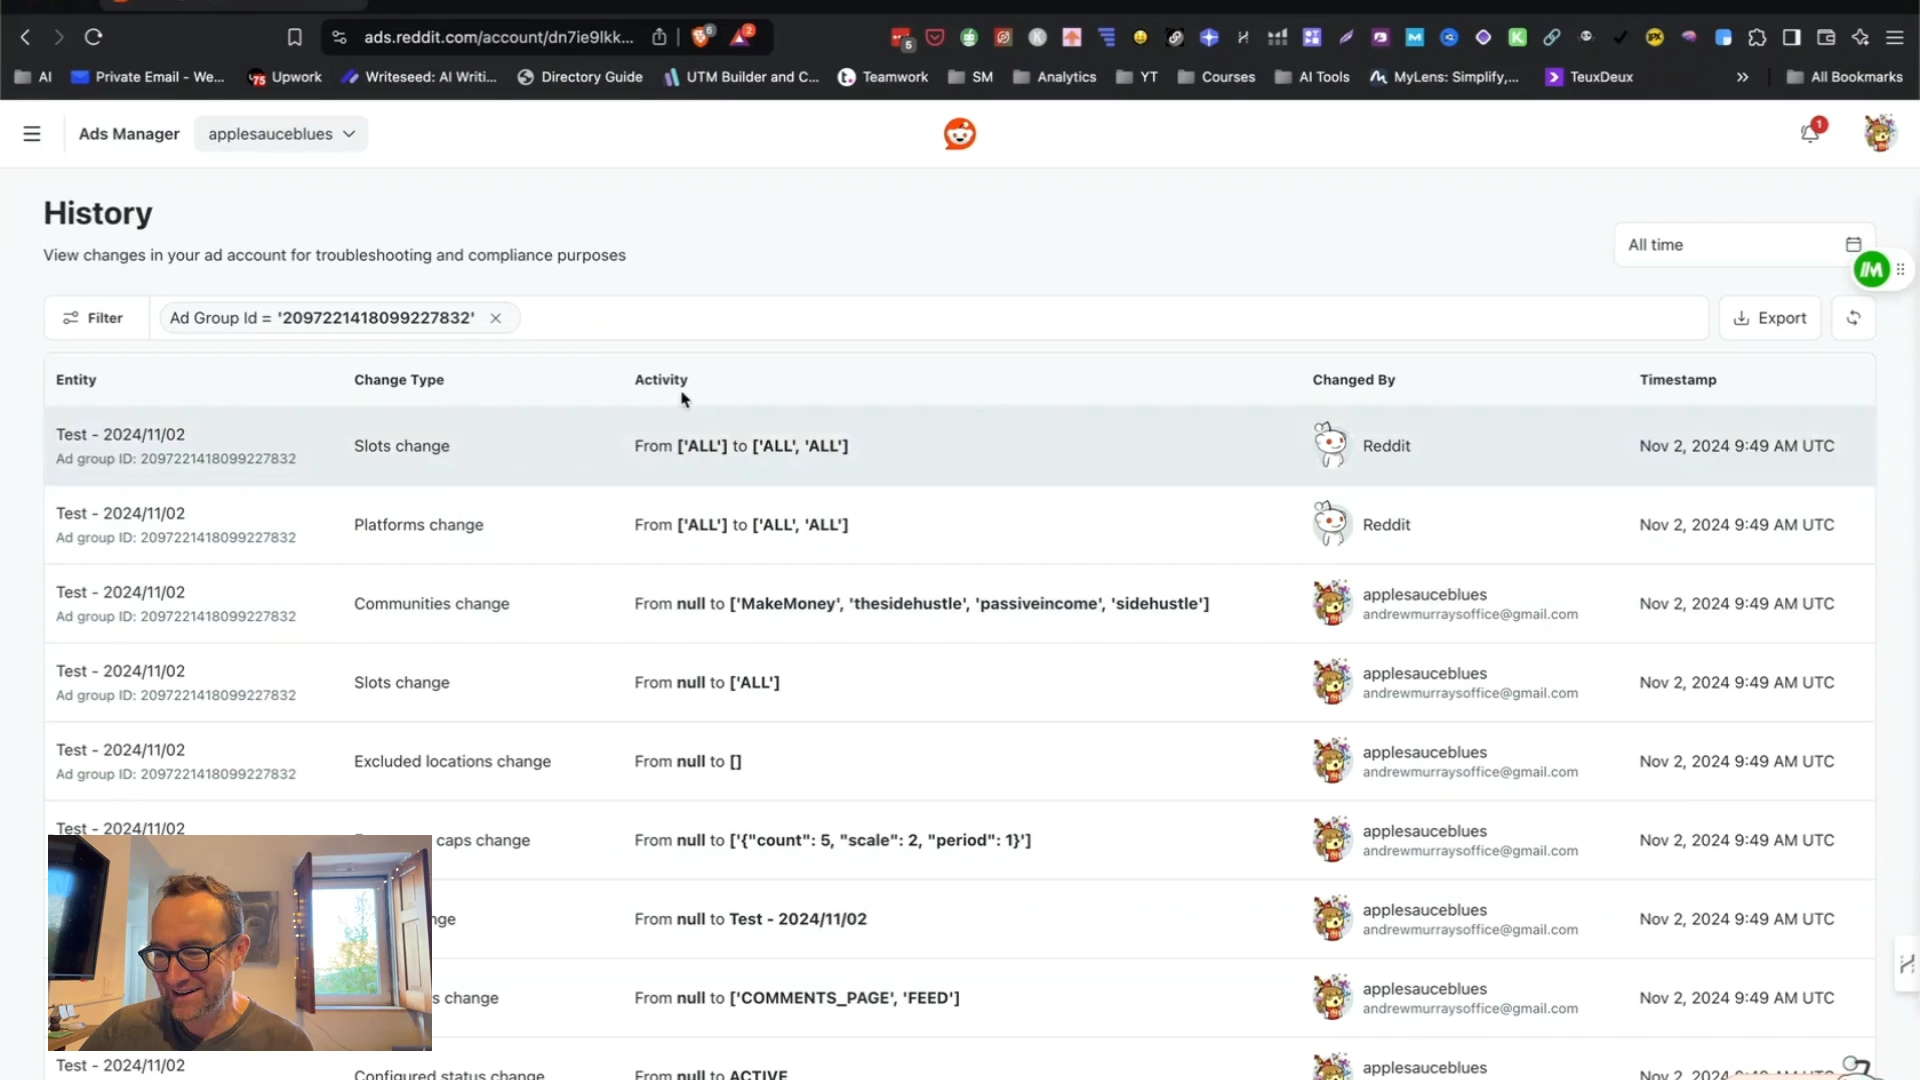 ads.reddit.com/account/dn7ie9lkk...
6
2
5
AI
Private Email - We...
75
Upwork
Writeseed: AI Writi...
Directory Guide
UTM Builder and C...
Teamwork
SM
Analytics
YT
Courses
AI Tools
MyLens: Simplify,...
TeuxDeux
All Bookmarks
Ads Manager
applesauceblues
1
History
View changes in your ad account for troubleshooting and compliance purposes
All time
Filter
Ad Group Id = '2097221418099227832'
Export
Entity Change Type Activity Changed By Timestamp
Test - 2024/11/02
Ad group ID: 2097221418099227832
Slots change
From ['ALL'] to ['ALL', 'ALL']
Reddit
Nov 2, 2024 9:49 AM UTC
Test - 2024/11/02
Ad group ID: 2097221418099227832
Platforms change
From ['ALL'] to ['ALL', 'ALL']
Reddit
Nov 2, 2024 9:49 AM UTC
Test - 2024/11/02
Ad group ID: 2097221418099227832
Communities change
From null to ['MakeMoney', 'thesidehustle', 'passiveincome', 'sidehustle']
applesauceblues
andrewmurraysoffice@gmail.com
Nov 2, 2024 9:49 AM UTC
Test - 2024/11/02
Ad group ID: 2097221418099227832
Slots change
From null to ['ALL']
applesauceblues
andrewmurraysoffice@gmail.com
Nov 2, 2024 9:49 AM UTC
Test - 2024/11/02
Ad group ID: 2097221418099227832
Excluded locations change
From null to []
applesauceblues
andrewmurraysoffice@gmail.com
Nov 2, 2024 9:49 AM UTC
Test - 2024/11/02
caps change
From null to ['{"count": 5, "scale": 2, "period": 1}']
applesauceblues
andrewmurraysoffice@gmail.com
Nov 2, 2024 9:49 AM UTC
nge
From null to Test - 2024/11/02
applesauceblues
andrewmurraysoffice@gmail.com
Nov 2, 2024 9:49 AM UTC
s change
From null to ['COMMENTS_PAGE', 'FEED']
applesauceblues
andrewmurraysoffice@gmail.com
Nov 2, 2024 9:49 AM UTC
Test - 2024/11/02
Configured status change
From null to ACTIVE
applesauceblues